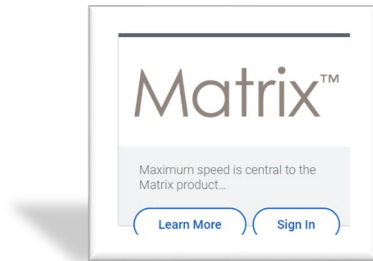 Matrix™
Maximum speed is central to the
Matrix product...
Learn More
Sign In